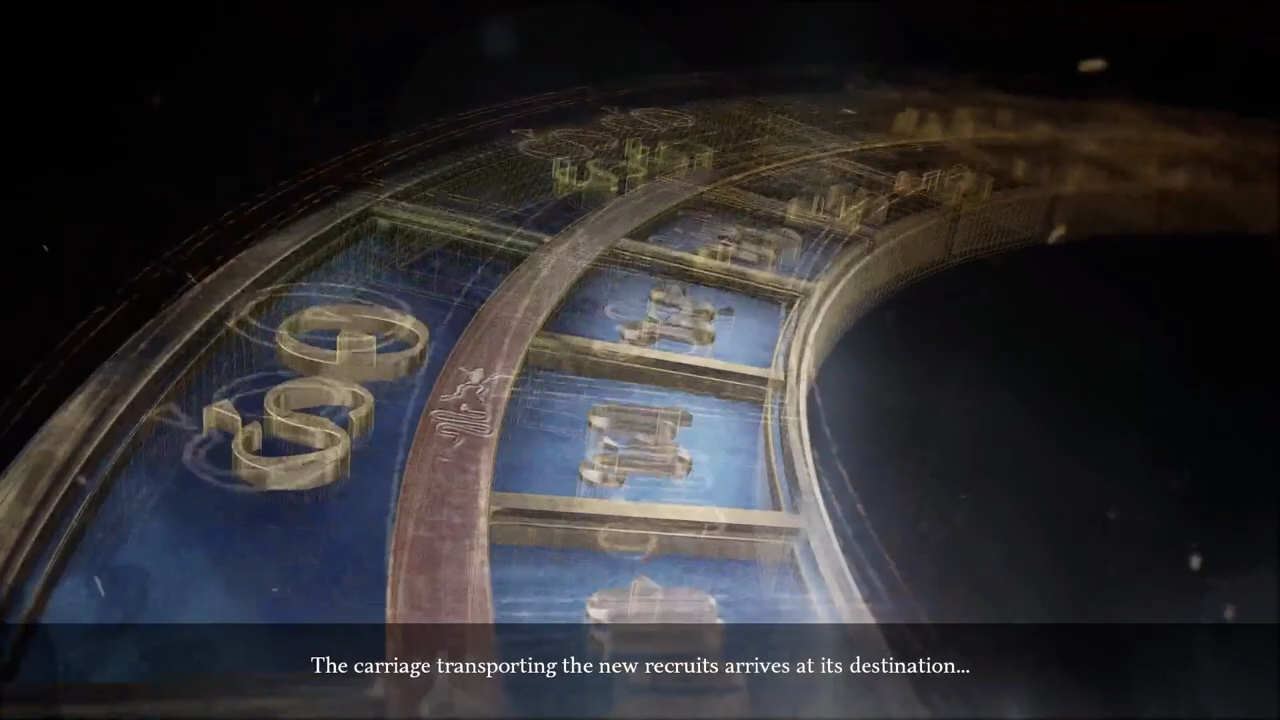 The carriage transporting the new recruits arrives at its destination...